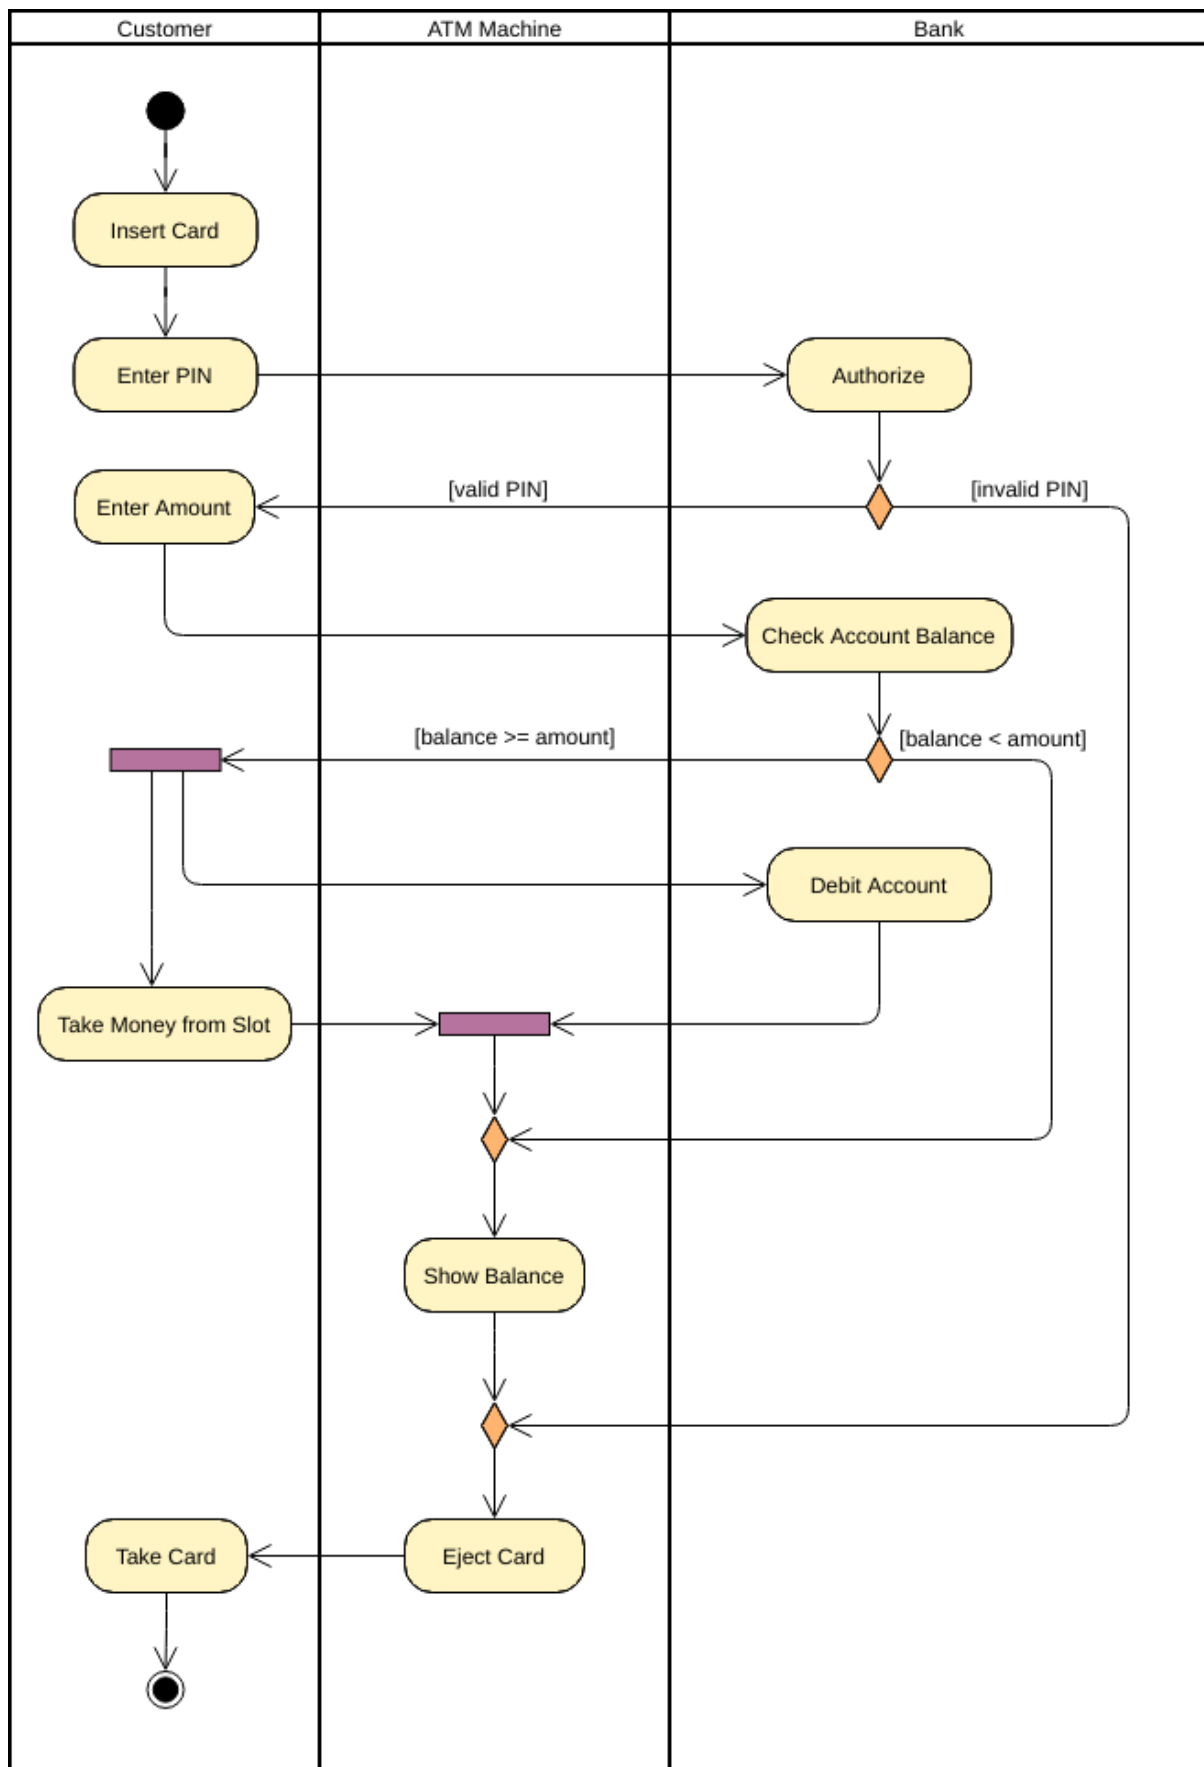 Customer
ATM Machine
Bank
Insert Card
Enter PIN
Authorize
[valid PIN]
[invalid PIN]
Enter Amount
Check Account Balance
[balance >= amount]
[balance < amount]
Debit Account
Take Money from Slot
Show Balance
Take Card
Eject Card